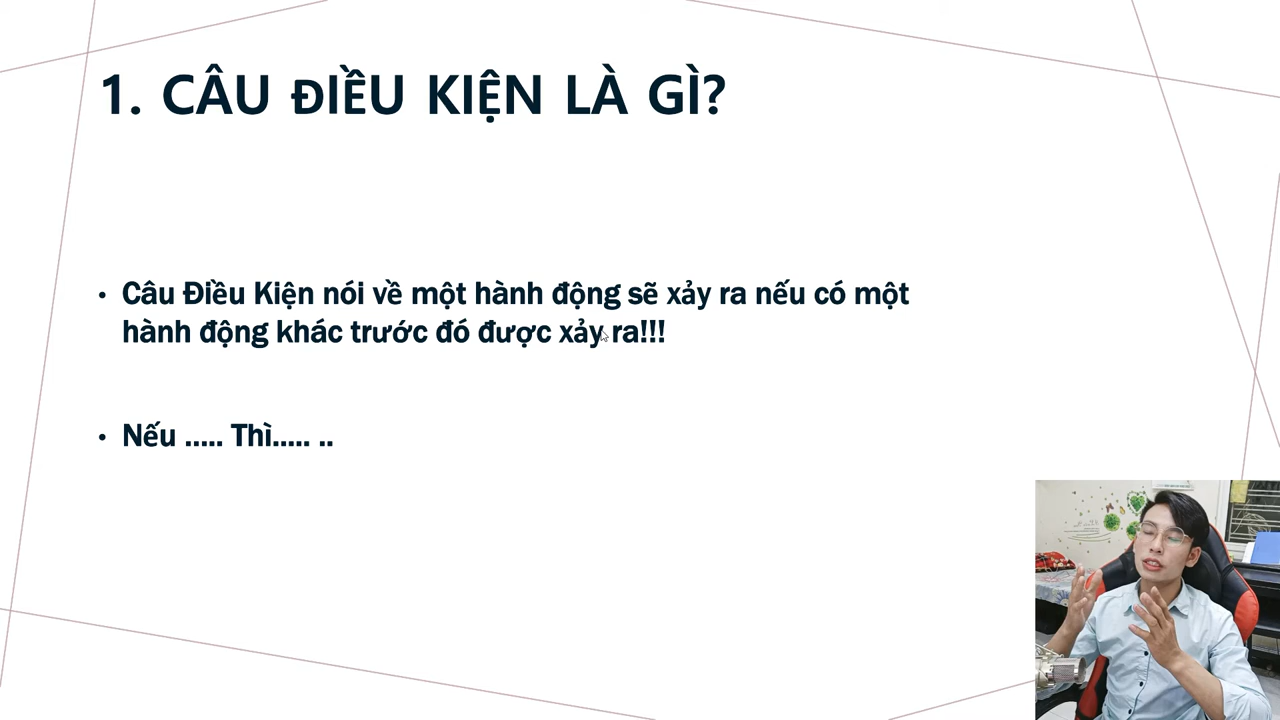 1. CÂU ĐIỀU KIỆN LÀ GÌ?
• Câu Điều Kiện nói về một hành động sẽ xảy ra nếu có một
hành động khác trước đó được xảy ra!!!
• Nếu ..... Thì..... ..